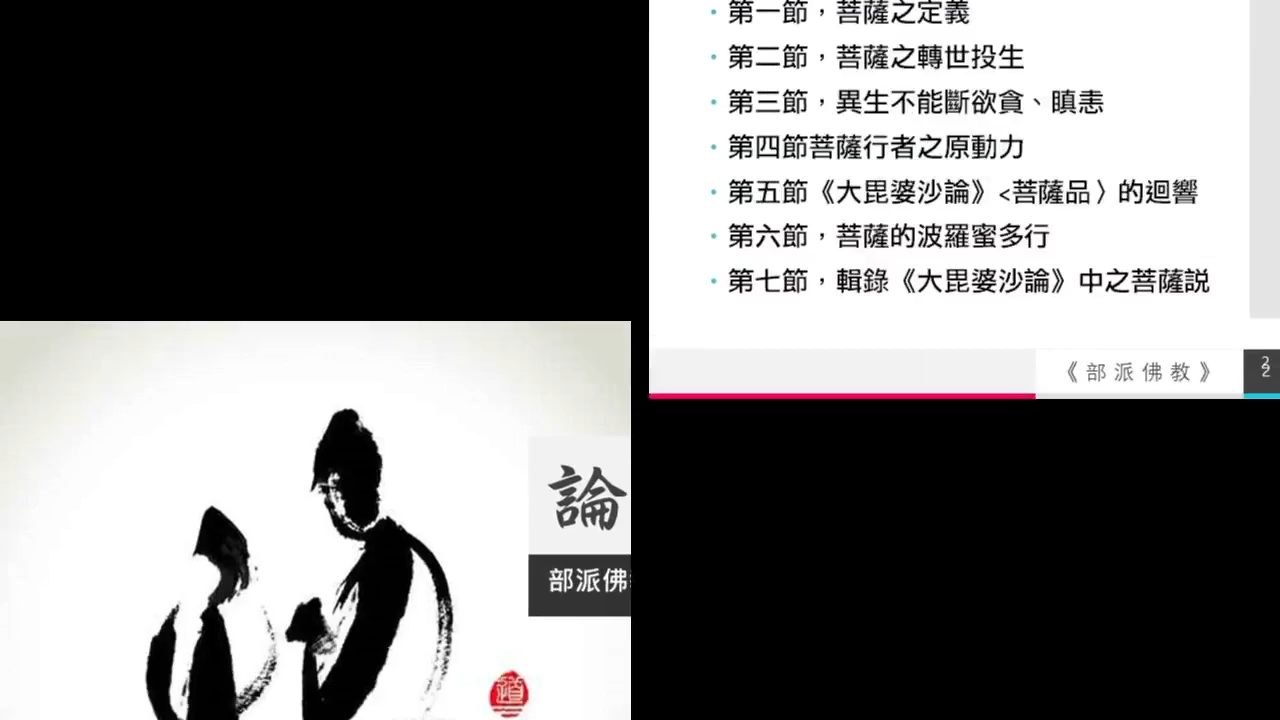 • 第一節，菩薩之定義
• 第二節，菩薩之轉世投生
• 第三節，異生不能斷欲貪、瞋恚
• 第四節菩薩行者之原動力
• 第五節《大毘婆沙論》<菩薩品〉的迴響
• 第六節，菩薩的波羅蜜多行
• 第七節，輯錄《大毘婆沙論》中之菩薩説
《部派佛教》
22
論
部派佛
道